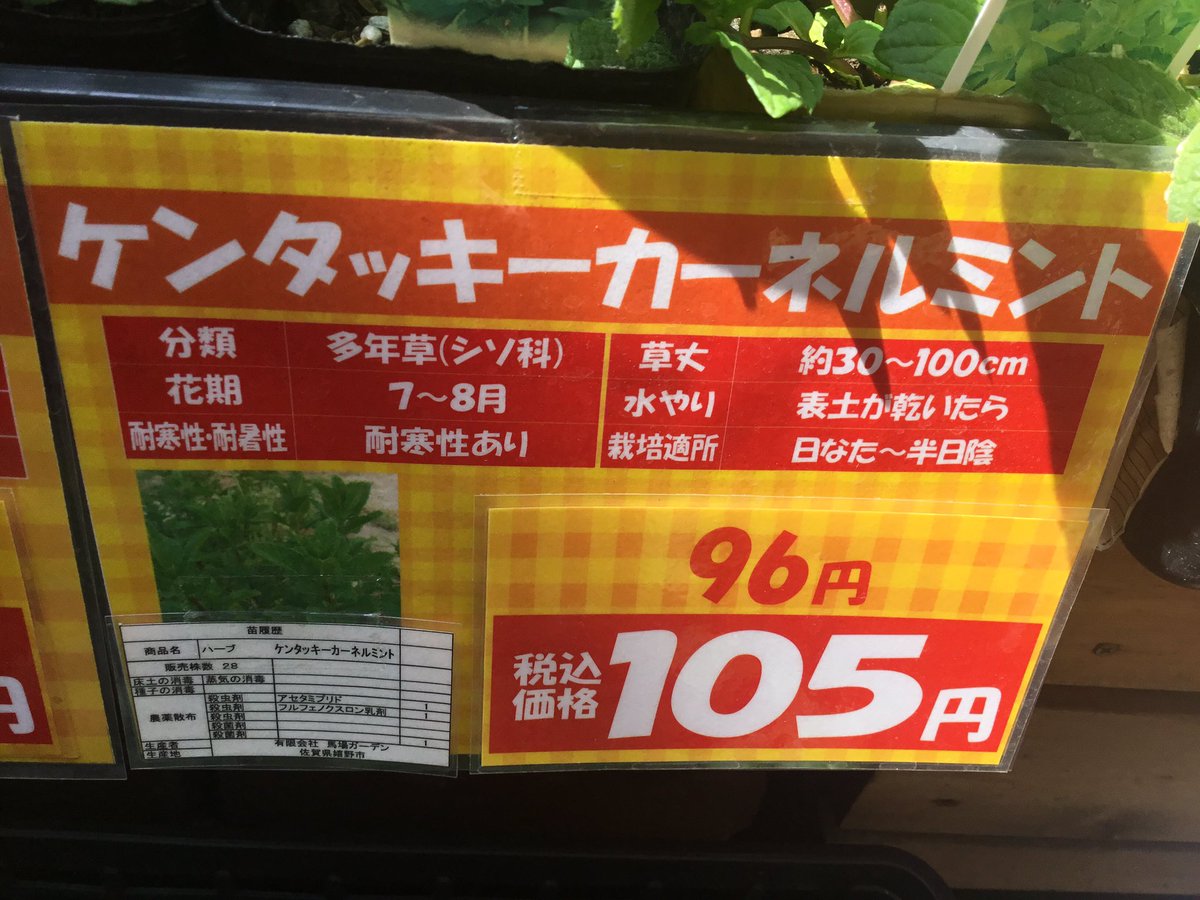 ケンタッキーカーネルミント
分類 多年草(シソ科) 草丈 約30〜100cm
花期 7〜8月 水やり 表土が乾いたら
耐寒性・耐暑性 耐寒性あり 栽培適所 日なた〜半日陰
96円
税込価格 105円
苗履歴
商品名 ハーブ ケンタッキーカーネルミント
販売株数 28
床土の消毒 蒸気の消毒
種子の消毒
農薬散布
殺虫剤 アセタミプリド
殺虫剤 フルフェノクスロン乳剤 1
殺虫剤 1
殺菌剤
殺菌剤
生産者 有限会社 馬場ガーデン 1
生産地 佐賀県嬉野市
円